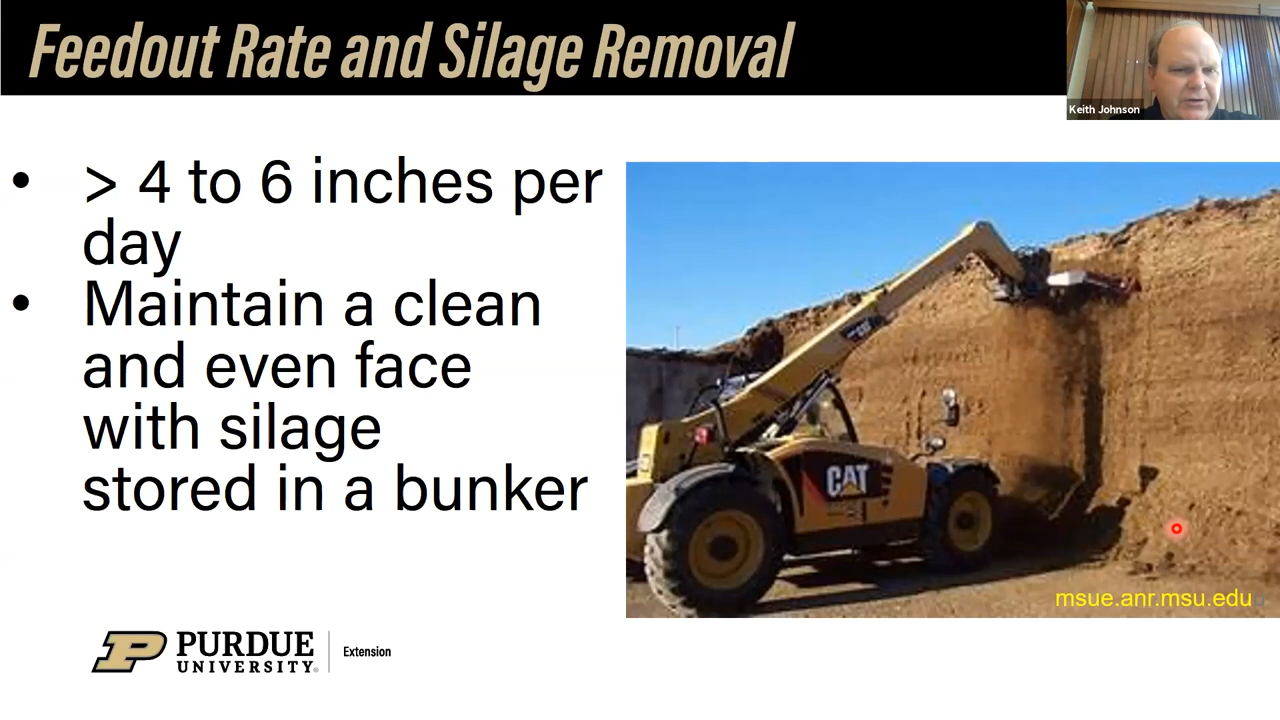 Feedout Rate and Silage Removal
Keith Johnson
• > 4 to 6 inches per
day
• Maintain a clean
and even face
with silage
stored in a bunker
CAT
msue.anr.msu.edu
PURDUE
UNIVERSITY®
Extension